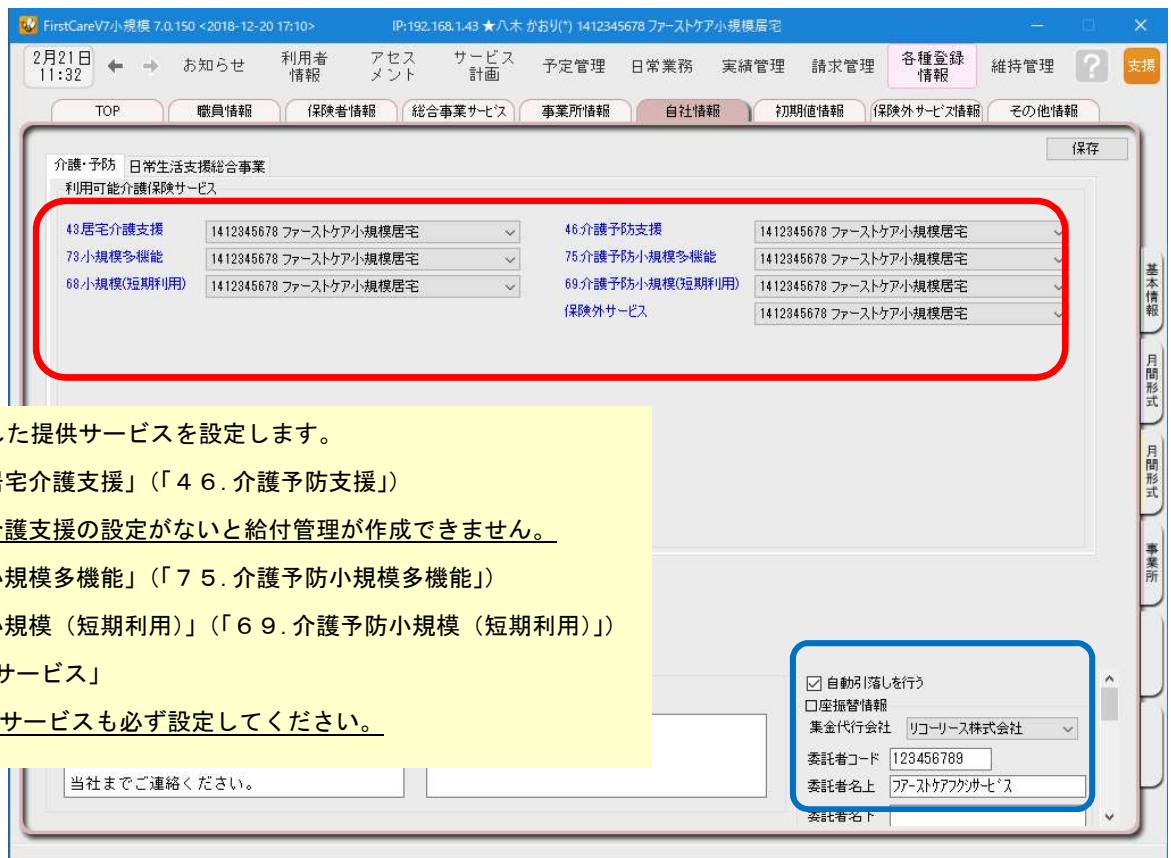 FirstCareV7小規模 7.0.150 <2018-12-20 17:10> IP:192.168.1.43 ★八木 かおり(*) 1412345678 ファーストケア小規模居宅
2月21日
11:32
お知らせ
利用者
情報
アセス
メント
サービス
計画
予定管理
日常業務
実績管理
請求管理
各種登録
情報
維持管理
?
支援
TOP 職員情報 保険者情報 総合事業サービス 事業所情報 自社情報 初期値情報 保険外サービス情報 その他情報
保存
介護・予防 日常生活支援総合事業
利用可能介護保険サービス
43.居宅介護支援 1412345678 ファーストケア小規模居宅 46.介護予防支援 1412345678 ファーストケア小規模居宅
73.小規模多機能 1412345678 ファーストケア小規模居宅 75.介護予防小規模多機能 1412345678 ファーストケア小規模居宅
68.小規模(短期利用) 1412345678 ファーストケア小規模居宅 69.介護予防小規模(短期利用) 1412345678 ファーストケア小規模居宅
保険外サービス 1412345678 ファーストケア小規模居宅
基本情報
月間形式
月間形式
事業所
した提供サービスを設定します。
居宅介護支援」(「４６.介護予防支援」)
介護支援の設定がないと給付管理が作成できません。
小規模多機能」(「７５.介護予防小規模多機能」)
小規模（短期利用）」(「６９.介護予防小規模（短期利用）」)
サービス」
サービスも必ず設定してください。
当社までご連絡ください。
自動引落しを行う
口座振替情報
集金代行会社 リコーリース株式会社
委託者コード 123456789
委託者名上 ファーストケアフクシサービス
委託者名下